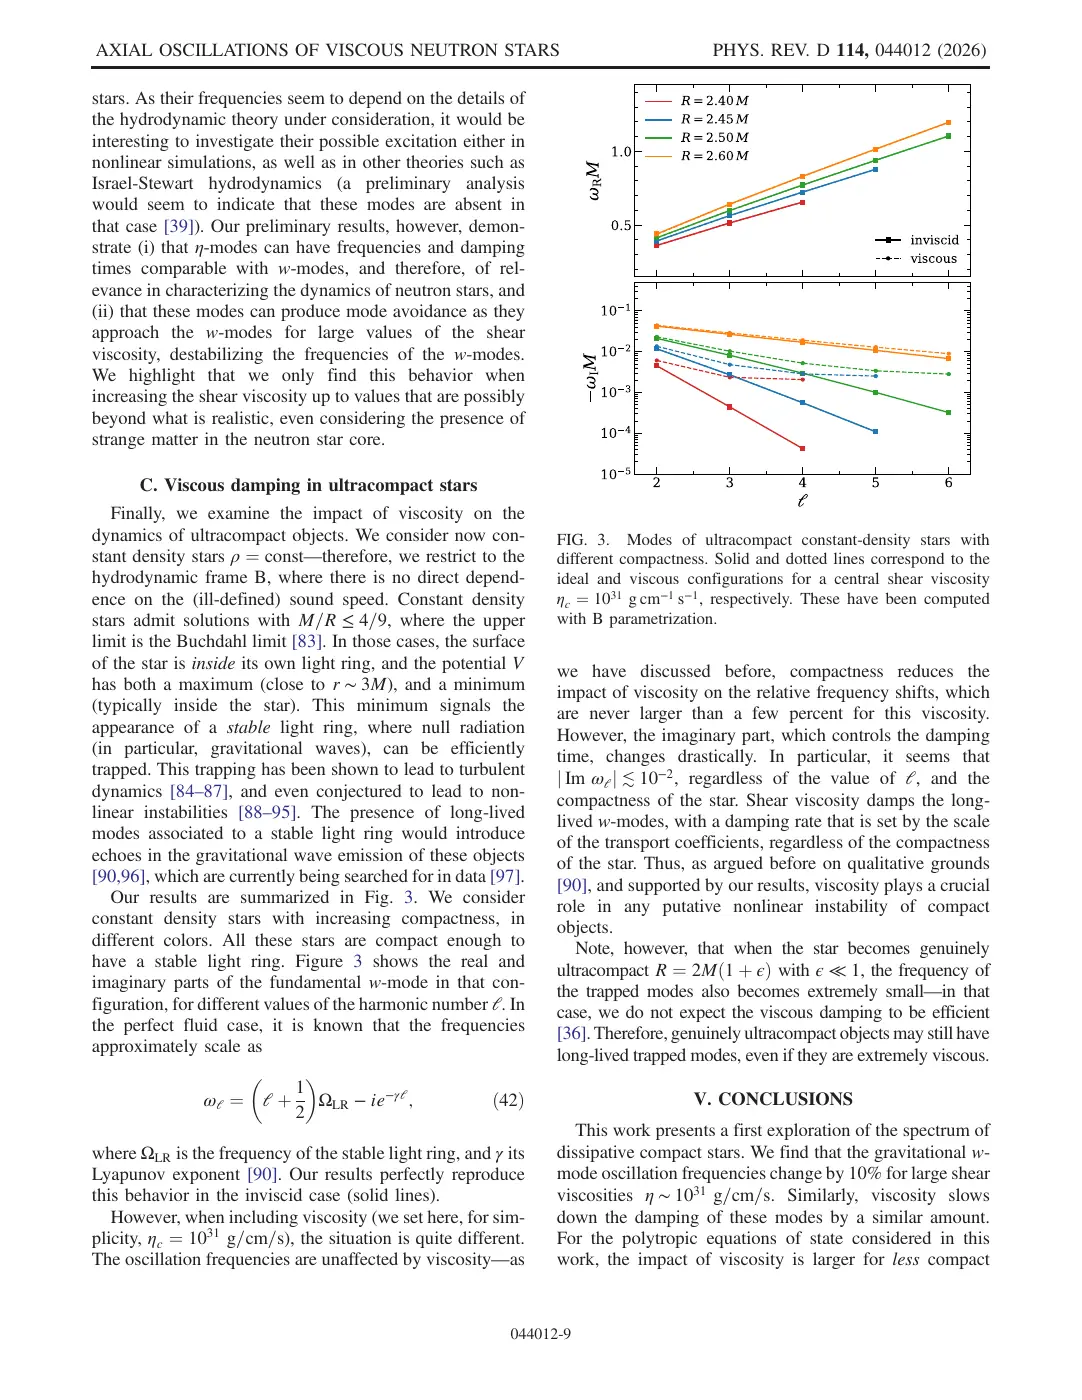 AXIAL OSCILLATIONS OF VISCOUS NEUTRON STARS
PHYS. REV. D 114, 044012 (2026)
stars. As their frequencies seem to depend on the details of
the hydrodynamic theory under consideration, it would be
interesting to investigate their possible excitation either in
nonlinear simulations, as well as in other theories such as
Israel-Stewart hydrodynamics (a preliminary analysis
would seem to indicate that these modes are absent in
that case [39]). Our preliminary results, however, demon-
strate (i) that η-modes can have frequencies and damping
times comparable with w-modes, and therefore, of rel-
evance in characterizing the dynamics of neutron stars, and
(ii) that these modes can produce mode avoidance as they
approach the w-modes for large values of the shear
viscosity, destabilizing the frequencies of the w-modes.
We highlight that we only find this behavior when
increasing the shear viscosity up to values that are possibly
beyond what is realistic, even considering the presence of
strange matter in the neutron star core.
C. Viscous damping in ultracompact stars
Finally, we examine the impact of viscosity on the
dynamics of ultracompact objects. We consider now con-
stant density stars ρ = const—therefore, we restrict to the
hydrodynamic frame B, where there is no direct depend-
ence on the (ill-defined) sound speed. Constant density
stars admit solutions with M/R ≤ 4/9, where the upper
limit is the Buchdahl limit [83]. In those cases, the surface
of the star is inside its own light ring, and the potential V
has both a maximum (close to r ∼ 3M), and a minimum
(typically inside the star). This minimum signals the
appearance of a stable light ring, where null radiation
(in particular, gravitational waves), can be efficiently
trapped. This trapping has been shown to lead to turbulent
dynamics [84–87], and even conjectured to lead to non-
linear instabilities [88–95]. The presence of long-lived
modes associated to a stable light ring would introduce
echoes in the gravitational wave emission of these objects
[90,96], which are currently being searched for in data [97].
Our results are summarized in Fig. 3. We consider
constant density stars with increasing compactness, in
different colors. All these stars are compact enough to
have a stable light ring. Figure 3 shows the real and
imaginary parts of the fundamental w-mode in that con-
figuration, for different values of the harmonic number ℓ. In
the perfect fluid case, it is known that the frequencies
approximately scale as
ω_ℓ = (ℓ + 1/2) Ω_LR − ie^{−γℓ}, (42)
where Ω_LR is the frequency of the stable light ring, and γ its
Lyapunov exponent [90]. Our results perfectly reproduce
this behavior in the inviscid case (solid lines).
However, when including viscosity (we set here, for sim-
plicity, η_c = 10^31 g/cm/s), the situation is quite different.
The oscillation frequencies are unaffected by viscosity—as
R = 2.40 M
R = 2.45 M
R = 2.50 M
R = 2.60 M
1.0
0.5
ω_R M
inviscid
viscous
10^−1
10^−2
10^−3
10^−4
10^−5
−ω_I M
2 3 4 5 6
ℓ
FIG. 3. Modes of ultracompact constant-density stars with
different compactness. Solid and dotted lines correspond to the
ideal and viscous configurations for a central shear viscosity
η_c = 10^31 g cm^−1 s^−1, respectively. These have been computed
with B parametrization.
we have discussed before, compactness reduces the
impact of viscosity on the relative frequency shifts, which
are never larger than a few percent for this viscosity.
However, the imaginary part, which controls the damping
time, changes drastically. In particular, it seems that
|Im ω_ℓ| ≲ 10^−2, regardless of the value of ℓ, and the
compactness of the star. Shear viscosity damps the long-
lived w-modes, with a damping rate that is set by the scale
of the transport coefficients, regardless of the compactness
of the star. Thus, as argued before on qualitative grounds
[90], and supported by our results, viscosity plays a crucial
role in any putative nonlinear instability of compact
objects.
Note, however, that when the star becomes genuinely
ultracompact R = 2M(1 + ϵ) with ϵ ≪ 1, the frequency of
the trapped modes also becomes extremely small—in that
case, we do not expect the viscous damping to be efficient
[36]. Therefore, genuinely ultracompact objects may still have
long-lived trapped modes, even if they are extremely viscous.
V. CONCLUSIONS
This work presents a first exploration of the spectrum of
dissipative compact stars. We find that the gravitational w-
mode oscillation frequencies change by 10% for large shear
viscosities η ∼ 10^31 g/cm/s. Similarly, viscosity slows
down the damping of these modes by a similar amount.
For the polytropic equations of state considered in this
work, the impact of viscosity is larger for less compact
044012-9